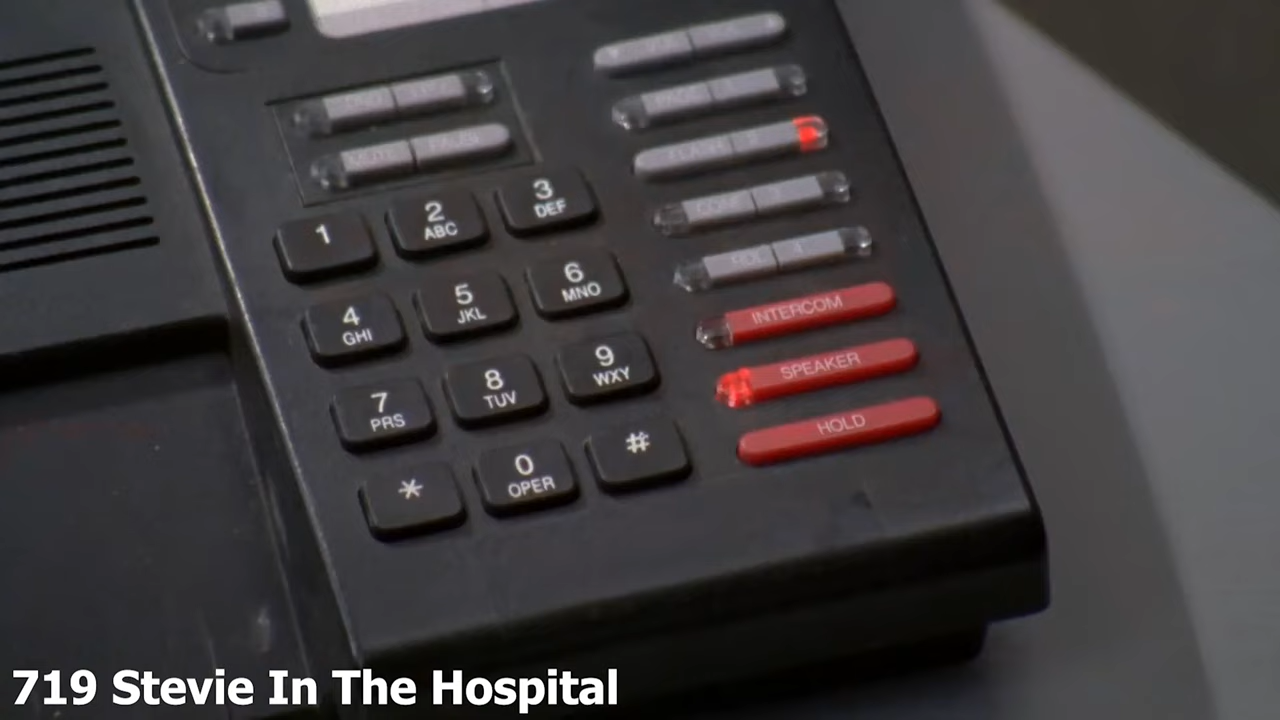 1
2
ABC
3
DEF
4
GHI
5
JKL
6
MNO
7
PRS
8
TUV
9
WXY
*
0
OPER
#
INTERCOM
SPEAKER
HOLD
719 Stevie In The Hospital